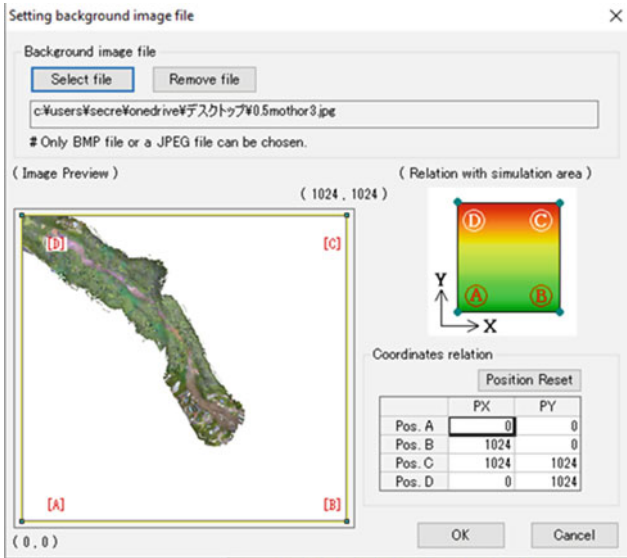 Setting background image file
Background image file
Select file
Remove file
c:¥users¥secre¥onedrive¥デスクトップ¥0.5mothor3.jpg
# Only BMP file or a JPEG file can be chosen.
( Image Preview )
( 1024 , 1024 )
[D]
[C]
[A]
[B]
( 0 , 0 )
( Relation with simulation area )
Ⓓ Ⓒ
Y
Ⓐ Ⓑ
X
Coordinates relation
Position Reset
PX PY
Pos. A 0 0
Pos. B 1024 0
Pos. C 1024 1024
Pos. D 0 1024
OK
Cancel